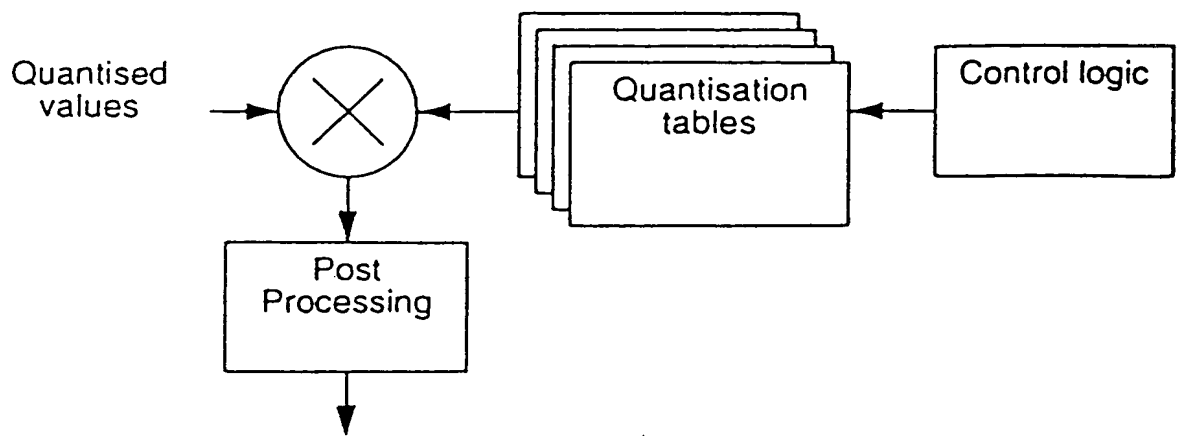 Quantised
values
Quantisation
tables
Control logic
Post
Processing